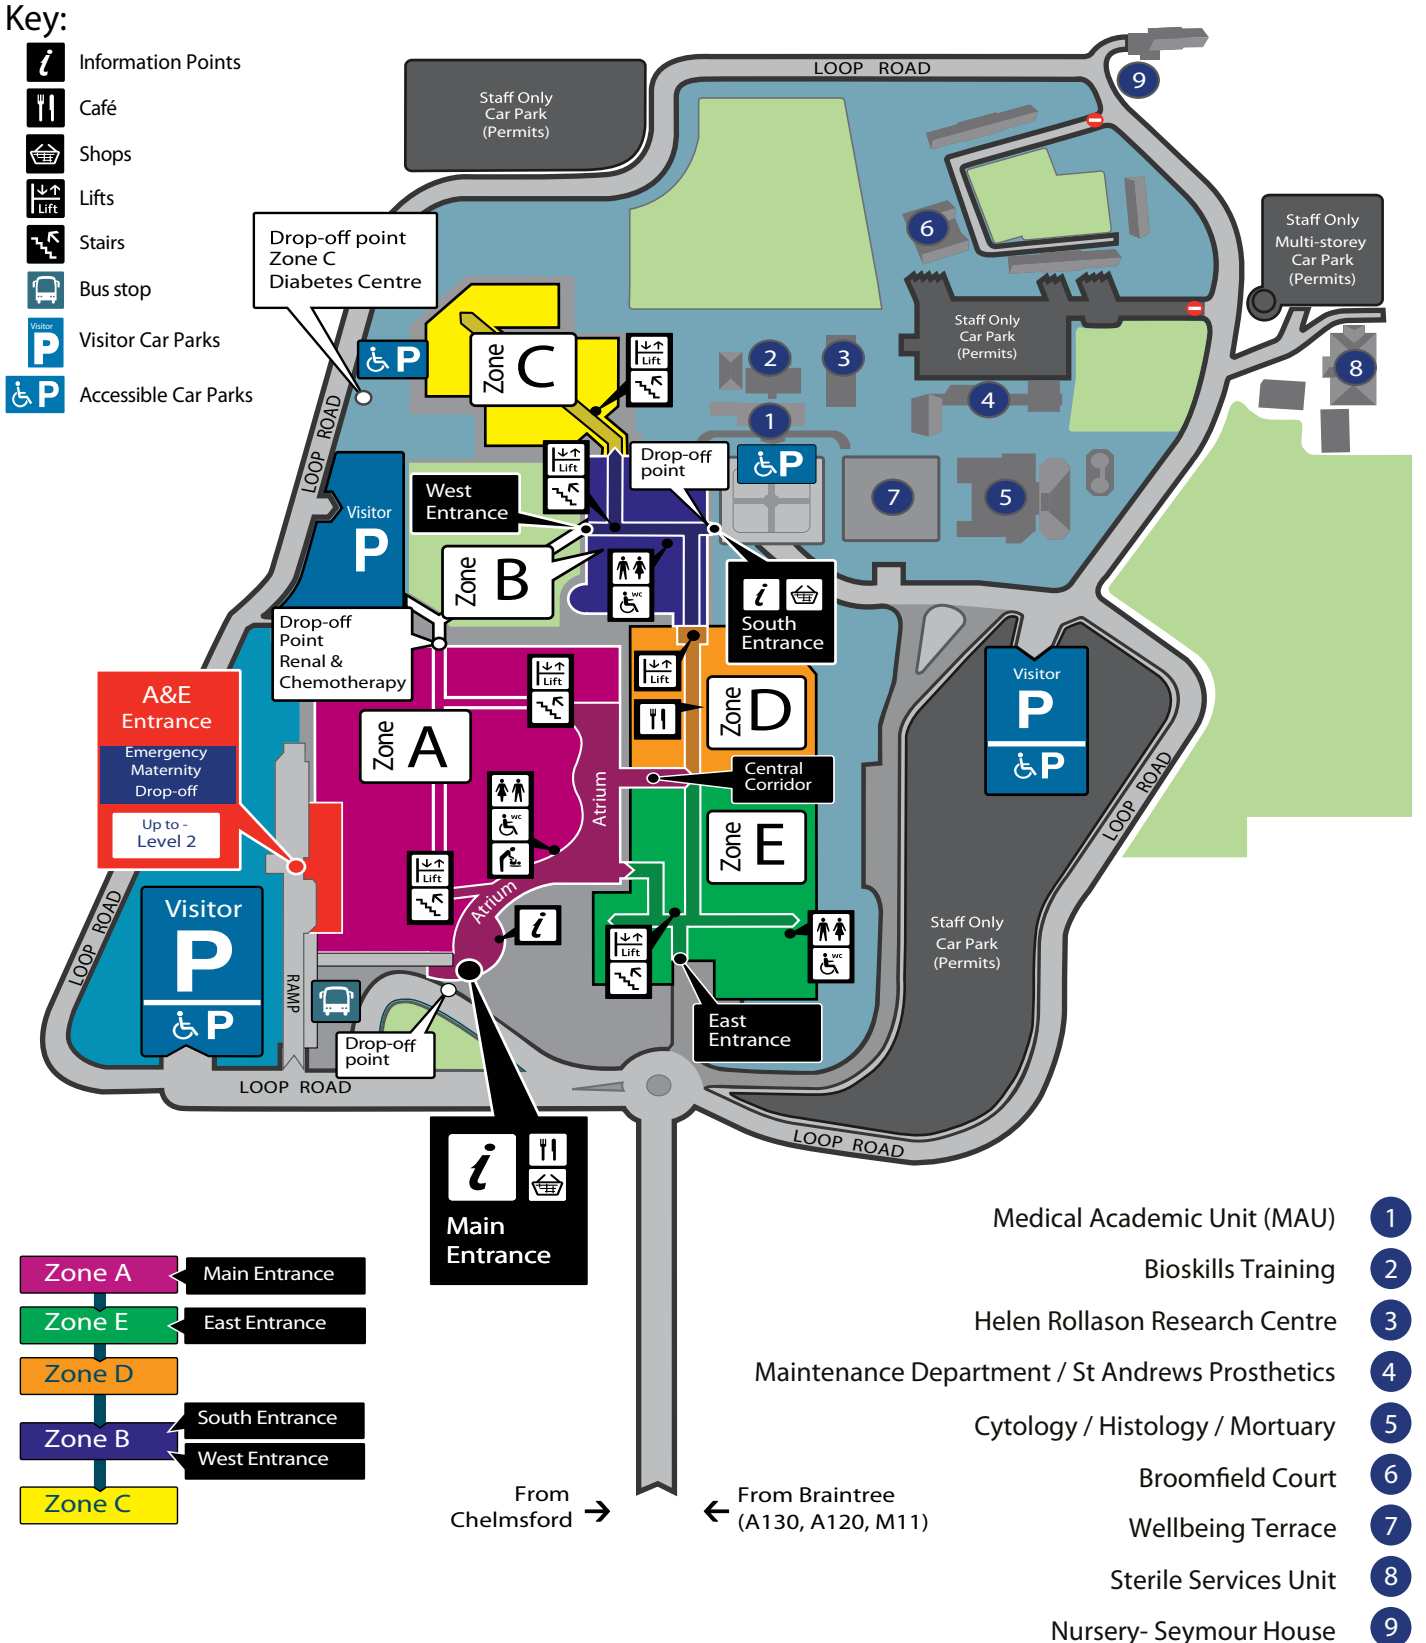 Key:
Information Points
Café
Shops
Lift
Lifts
Stairs
Bus stop
Visitor
P
Visitor Car Parks
P
Accessible Car Parks
LOOP ROAD
9
Staff Only
Car Park
(Permits)
6
Staff Only
Multi-storey
Car Park
(Permits)
Drop-off point
Zone C
Diabetes Centre
Staff Only
Car Park
(Permits)
P
Zone
C
Lift
2
3
8
4
1
LOOP ROAD
Lift
Drop-off
point
P
West
Entrance
Visitor
P
7
5
Zone
B
WC
South
Entrance
Drop-off
Point
Renal &
Chemotherapy
Lift
Lift
A&E
Entrance
Emergency
Maternity
Drop-off
Up to -
Level 2
Zone
A
Zone
D
Visitor
P
P
Central
Corridor
Atrium
WC
Zone
E
LOOP ROAD
Lift
Atrium
Visitor
P
P
LOOP ROAD
Lift
WC
Staff Only
Car Park
(Permits)
RAMP
East
Entrance
Drop-off
point
LOOP ROAD
LOOP ROAD
Main
Entrance
Zone A
Main Entrance
Zone E
East Entrance
Zone D
South Entrance
Zone B
West Entrance
Zone C
From
Chelmsford
From Braintree
(A130, A120, M11)
Medical Academic Unit (MAU) 1
Bioskills Training 2
Helen Rollason Research Centre 3
Maintenance Department / St Andrews Prosthetics 4
Cytology / Histology / Mortuary 5
Broomfield Court 6
Wellbeing Terrace 7
Sterile Services Unit 8
Nursery- Seymour House 9